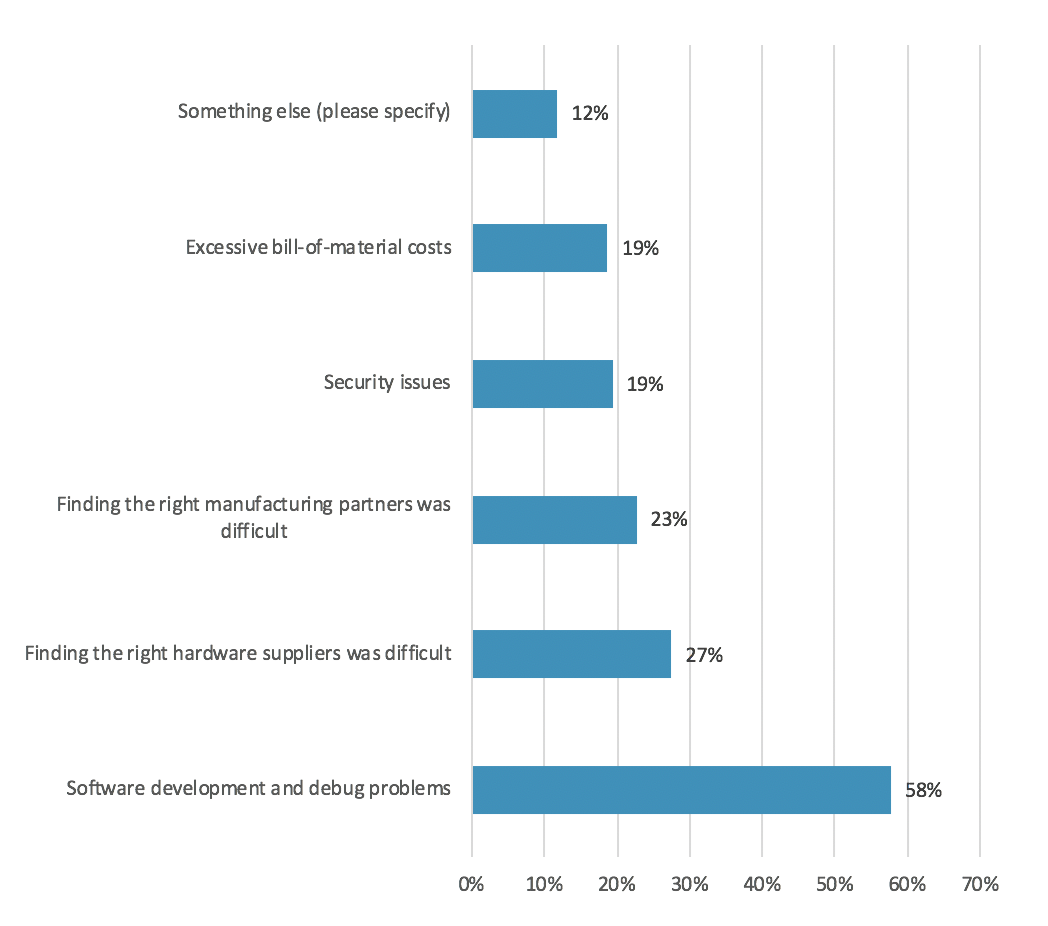 Something else (please specify)
12%
Excessive bill-of-material costs
19%
Security issues
19%
Finding the right manufacturing partners was
difficult
23%
Finding the right hardware suppliers was difficult
27%
Software development and debug problems
58%
0% 10% 20% 30% 40% 50% 60% 70%